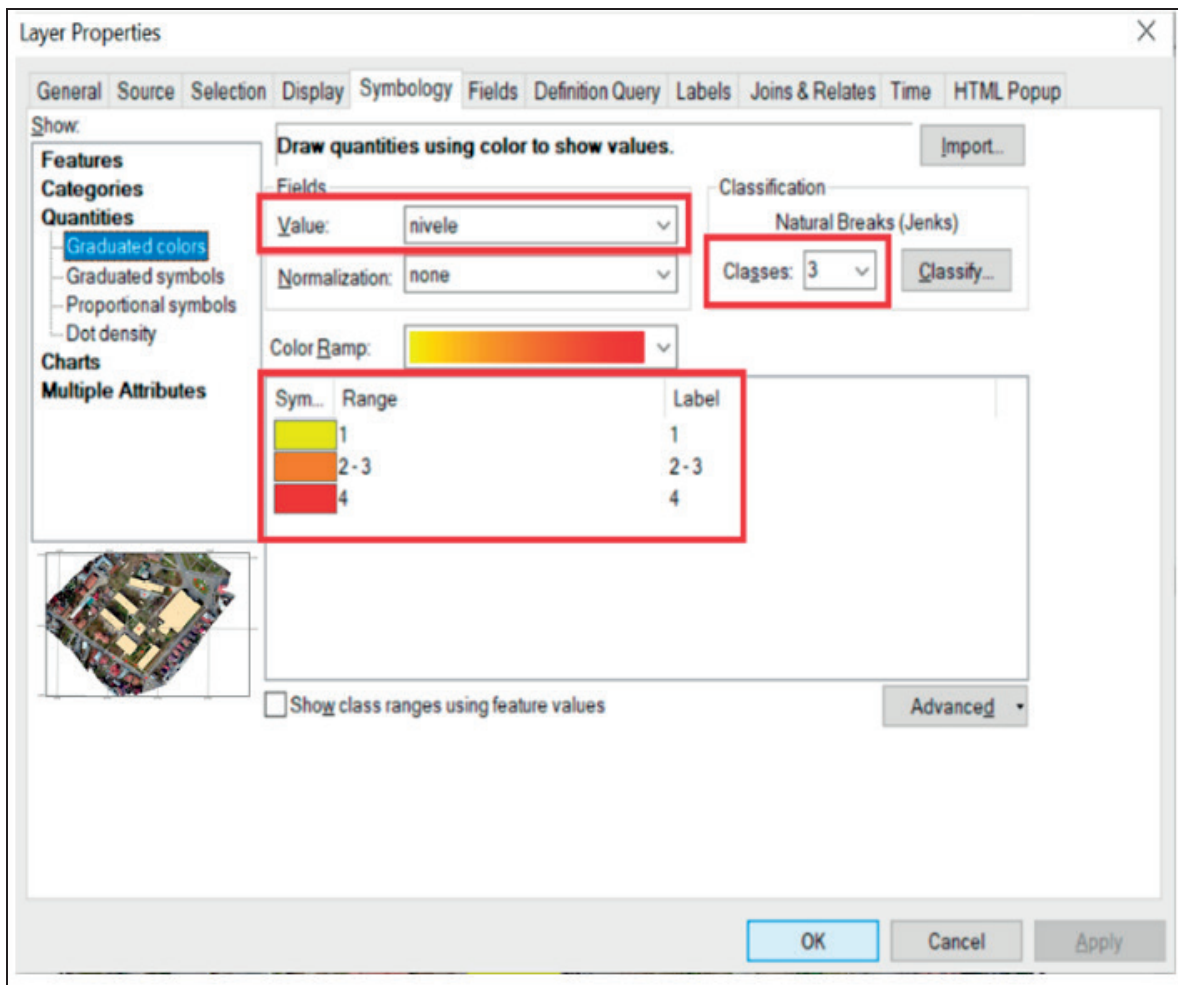 Layer Properties
General Source Selection Display Symbology Fields Definition Query Labels Joins & Relates Time HTML Popup
Show:
Features
Categories
Quantities
Graduated colors
Graduated symbols
Proportional symbols
Dot density
Charts
Multiple Attributes
Draw quantities using color to show values.
Import...
Fields
Value: nivele
Normalization: none
Classification
Natural Breaks (Jenks)
Classes: 3 Classify...
Color Ramp:
Sym... Range Label
1 1
2 - 3 2 - 3
4 4
Show class ranges using feature values
Advanced
OK Cancel Apply